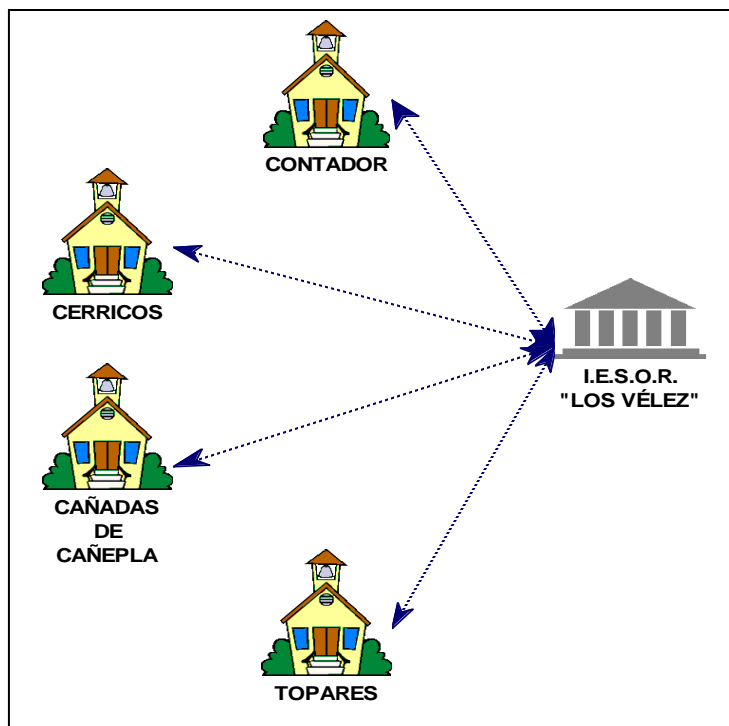 CONTADOR
CERRICOS
I.E.S.O.R.
"LOS VÉLEZ"
CAÑADAS
DE
CAÑEPLA
TOPARES